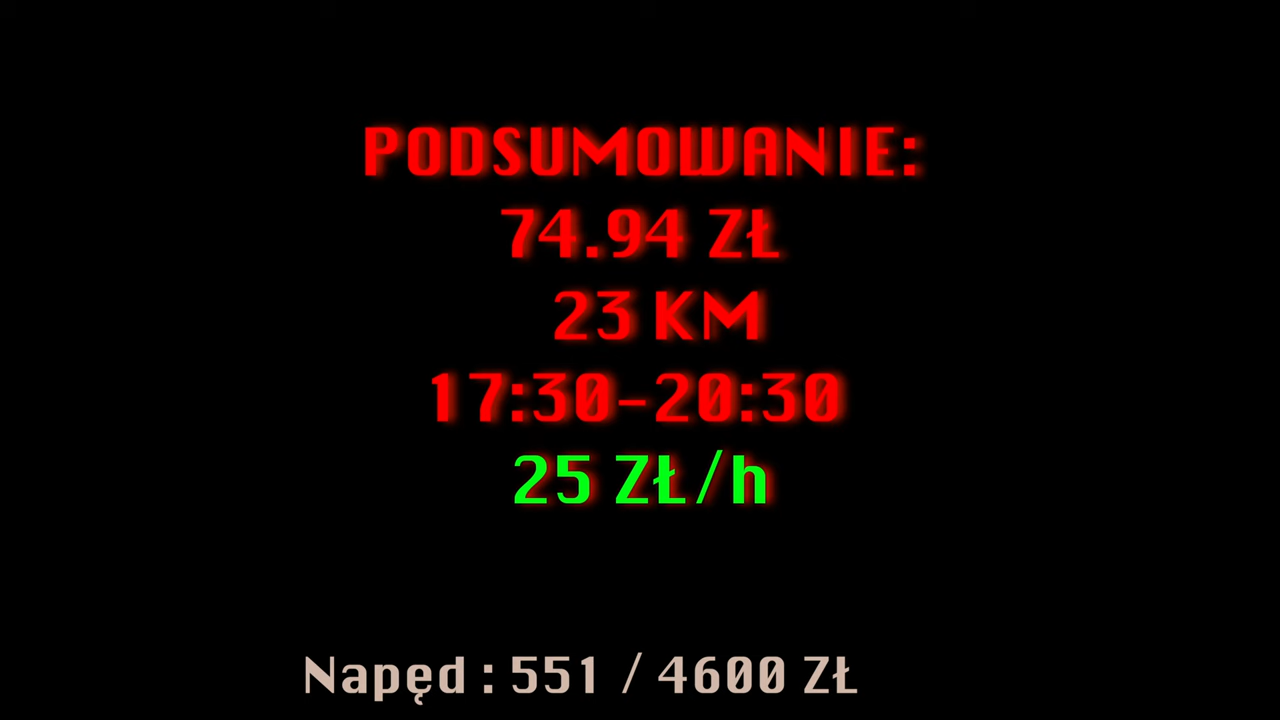 PODSUMOWANIE:
74.94 ZŁ
23 KM
17:30-20:30
25 ZŁ/h
Napęd : 551 / 4600 ZŁ